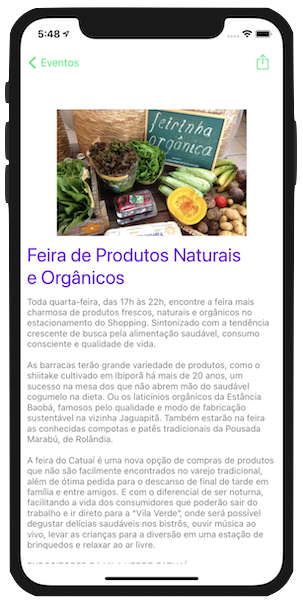 5:48
Eventos
feirinha
orgânica
Feira de Produtos Naturais
e Orgânicos
Toda quarta-feira, das 17h às 22h, encontre a feira mais
charmosa de produtos frescos, naturais e orgânicos no
estacionamento do Shopping. Sintonizado com a tendência
crescente de busca pela alimentação saudável, consumo
consciente e qualidade de vida.
As barracas terão grande variedade de produtos, como o
shiitake cultivado em Ibiporã há mais de 20 anos, um
sucesso na mesa dos que não abrem mão do saudável
cogumelo na dieta. Ou os laticínios orgânicos da Estância
Baobá, famosos pelo qualidade e modo de fabricação
sustentável na vizinha Jaguapitã. Também estarão na feira
as conhecidas compotas e patês tradicionais da Pousada
Marabú, de Rolândia.
A feira do Catuaí é uma nova opção de compras de produtos
que não são facilmente encontrados no varejo tradicional,
além de ótima pedida para o descanso de final de tarde em
família e entre amigos. E com o diferencial de ser noturna,
facilitando a vida dos consumidores que poderão sair do
trabalho e ir direto para a “Vila Verde”, onde será possível
degustar delícias saudáveis nos bistrôs, ouvir música ao
vivo, levar as crianças para a diversão em uma estação de
brinquedos e relaxar ao ar livre.